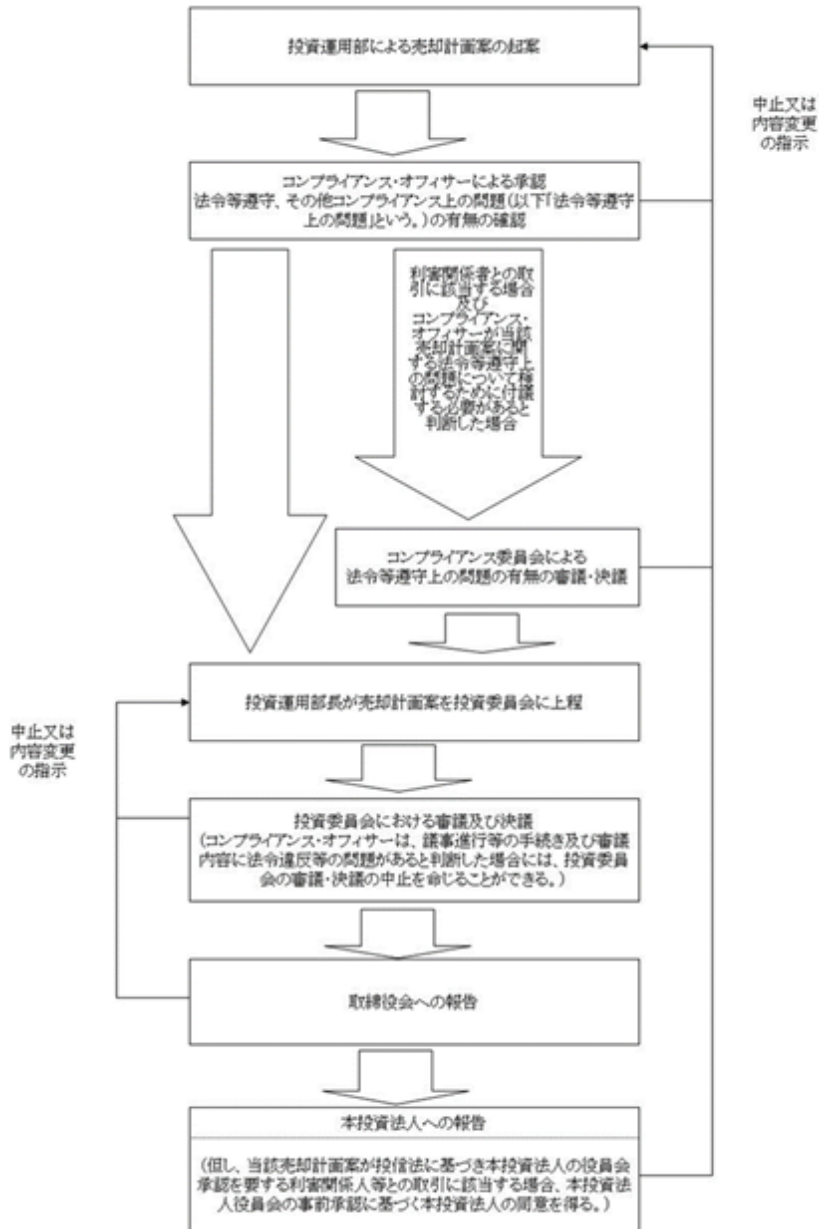 投資運用部による売却計画案の起案
中止又は
内容変更
の指示
コンプライアンス・オフィサーによる承認
法令等遵守、その他コンプライアンス上の問題(以下「法令等遵守
上の問題」という。)の有無の確認
利害関係者との取
引に該当する場合
及び
コンプライアンス・
オフィサーが当該
売却計画案に関
する法令等遵守上
の問題について検
討するために付議
する必要があると
判断した場合
コンプライアンス委員会による
法令等遵守上の問題の有無の審議・決議
投資運用部長が売却計画案を投資委員会に上程
中止又は
内容変更
の指示
投資委員会における審議及び決議
(コンプライアンス・オフィサーは、議事進行等の手続き及び審議
内容に法令違反等の問題があると判断した場合には、投資委員
会の審議・決議の中止を命じることができる。)
取締役会への報告
本投資法人への報告
(但し、当該売却計画案が投信法に基づき本投資法人の役員会
承認を要する利害関係人等との取引に該当する場合、本投資法
人役員会の事前承認に基づく本投資法人の同意を得る。)